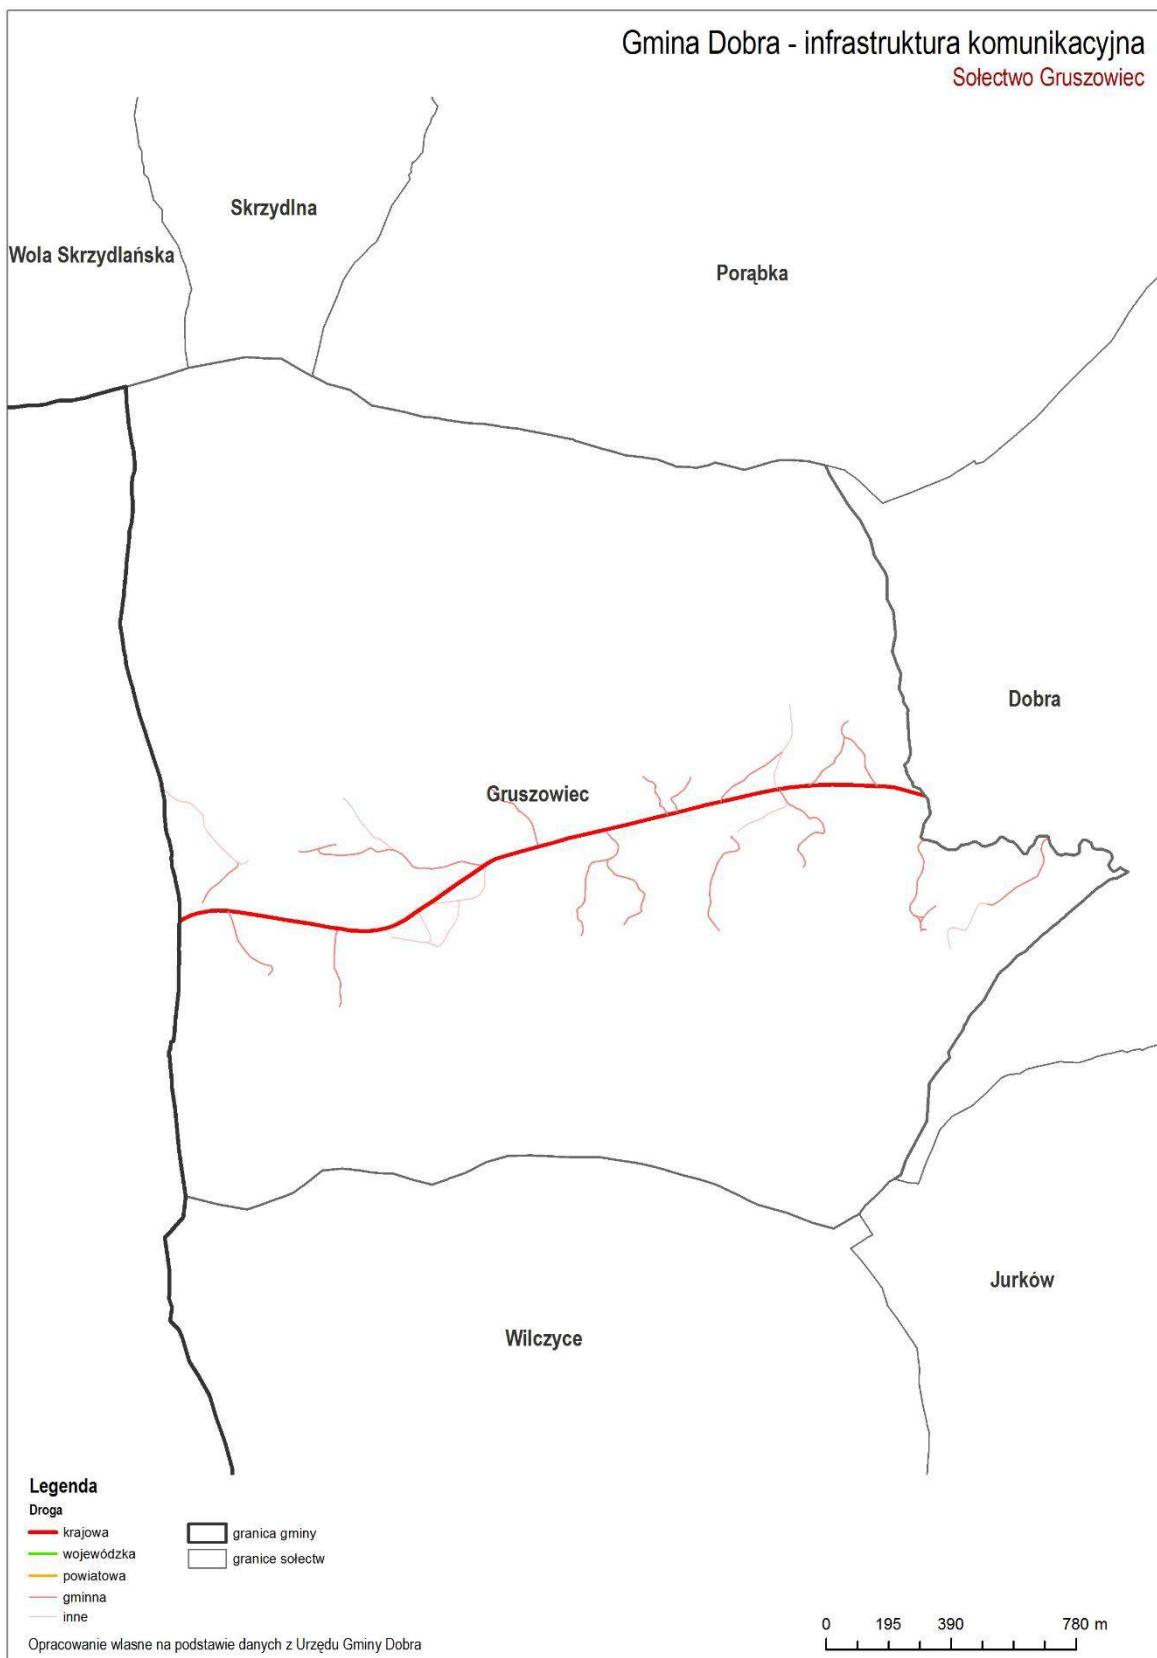 Gmina Dobra - infrastruktura komunikacyjna
Sołectwo Gruszowiec
Skrzydlna
Wola Skrzydlańska
Porąbka
Dobra
Gruszowiec
Jurków
Wilczyce
Legenda
Droga
krajowa
wojewódzka
powiatowa
gminna
inne
granica gminy
granice sołectw
Opracowanie własne na podstawie danych z Urzędu Gminy Dobra
0 195 390 780 m